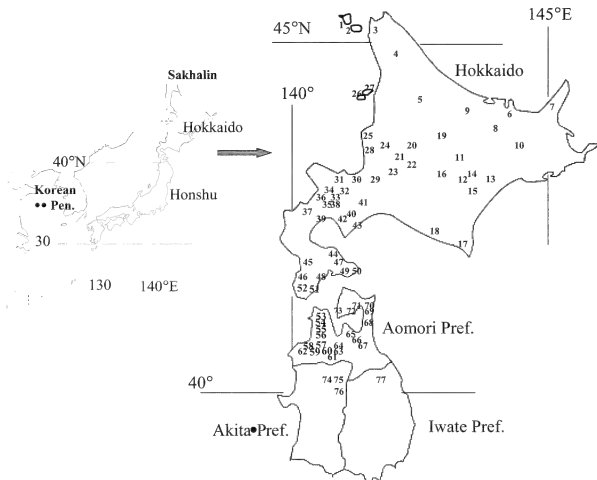 45°N
145°E
1 2 3
4
Hokkaido
Sakhalin
26 27
5
6
7
9
8
140°
Hokkaido
25
28 24 20 19
10
21
22
11
40°N
23
16
14
12 13
15
31 30 29
34 32
36 33
35 38
41
37
39 42 40
43
Korean
Pen.
Honshu
18
17
30
44
45 47
49 50
46 48
52 51
130 140°E
73 72 71 70
69
53
54
55
56
68
Aomori Pref.
65
66
67
58 57 64
62 59 60 63
61
40°
74 75
76
77
Akita Pref.
Iwate Pref.